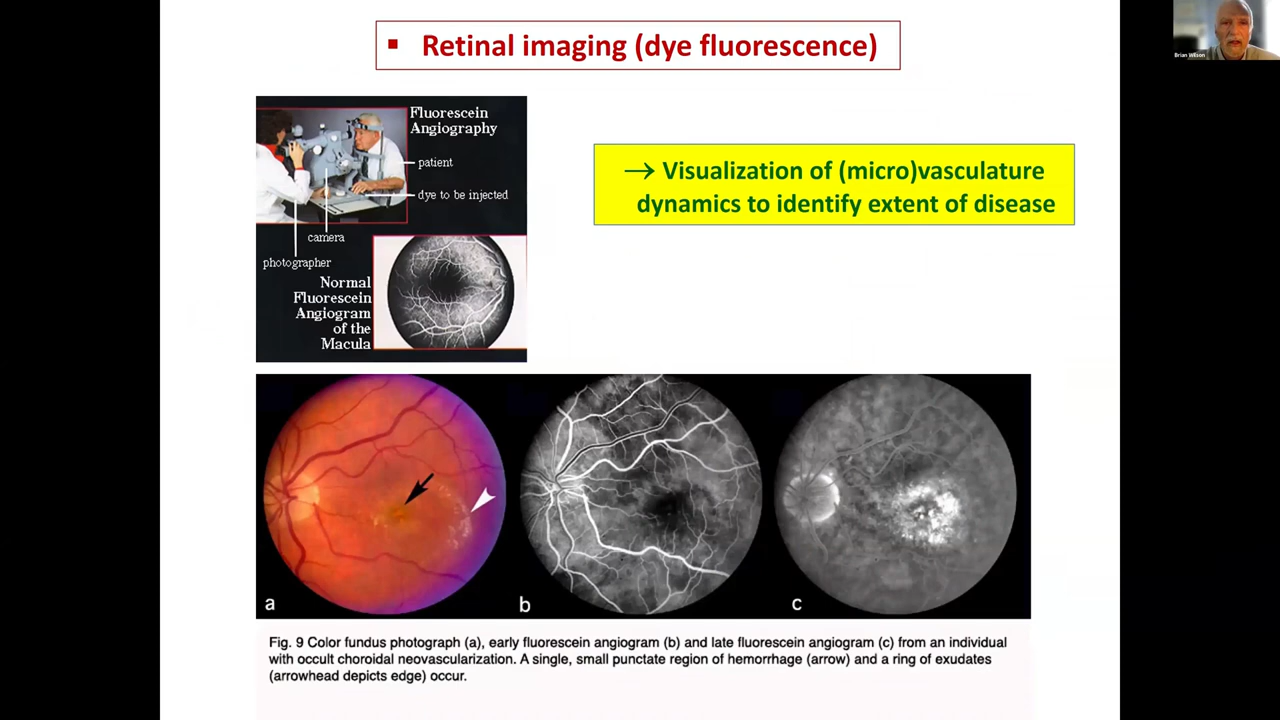 ▪ Retinal imaging (dye fluorescence)
Brian Wilson
Fluorescein
Angiography
patient
dye to be injected
camera
photographer
Normal
Fluorescein
Angiogram
of the
Macula
→ Visualization of (micro)vasculature
dynamics to identify extent of disease
a
b
c
Fig. 9 Color fundus photograph (a), early fluorescein angiogram (b) and late fluorescein angiogram (c) from an individual
with occult choroidal neovascularization. A single, small punctate region of hemorrhage (arrow) and a ring of exudates
(arrowhead depicts edge) occur.